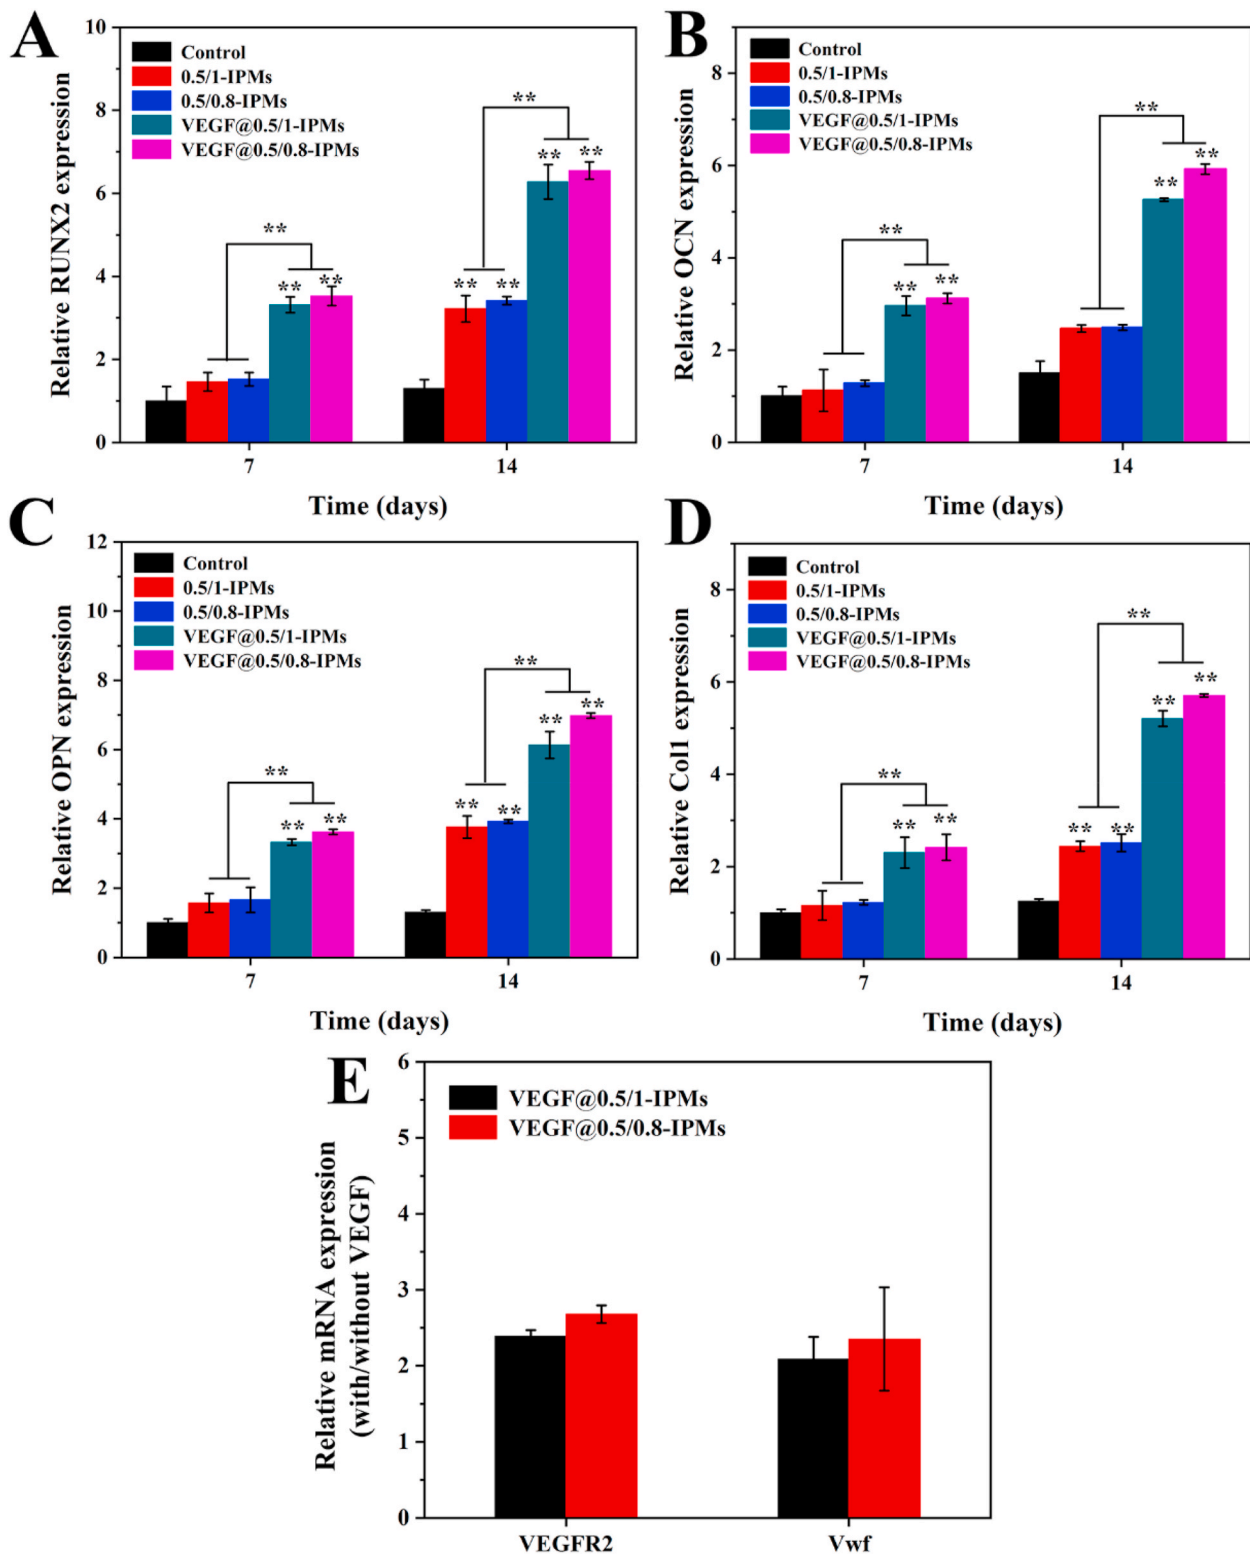 A
Relative RUNX2 expression
10
8
6
4
2
0
Control
0.5/1-IPMs
0.5/0.8-IPMs
VEGF@0.5/1-IPMs
VEGF@0.5/0.8-IPMs
**
**
** **
** **
** **
7
14
Time (days)
B
Relative OCN expression
8
6
4
2
0
Control
0.5/1-IPMs
0.5/0.8-IPMs
VEGF@0.5/1-IPMs
VEGF@0.5/0.8-IPMs
**
**
** **
** **
7
14
Time (days)
C
Relative OPN expression
12
10
8
6
4
2
0
Control
0.5/1-IPMs
0.5/0.8-IPMs
VEGF@0.5/1-IPMs
VEGF@0.5/0.8-IPMs
**
**
** **
** **
** **
7
14
Time (days)
D
Relative Col1 expression
8
6
4
2
0
Control
0.5/1-IPMs
0.5/0.8-IPMs
VEGF@0.5/1-IPMs
VEGF@0.5/0.8-IPMs
**
**
** **
** **
** **
7
14
Time (days)
E
Relative mRNA expression
(with/without VEGF)
6
5
4
3
2
1
0
VEGF@0.5/1-IPMs
VEGF@0.5/0.8-IPMs
VEGFR2
Vwf